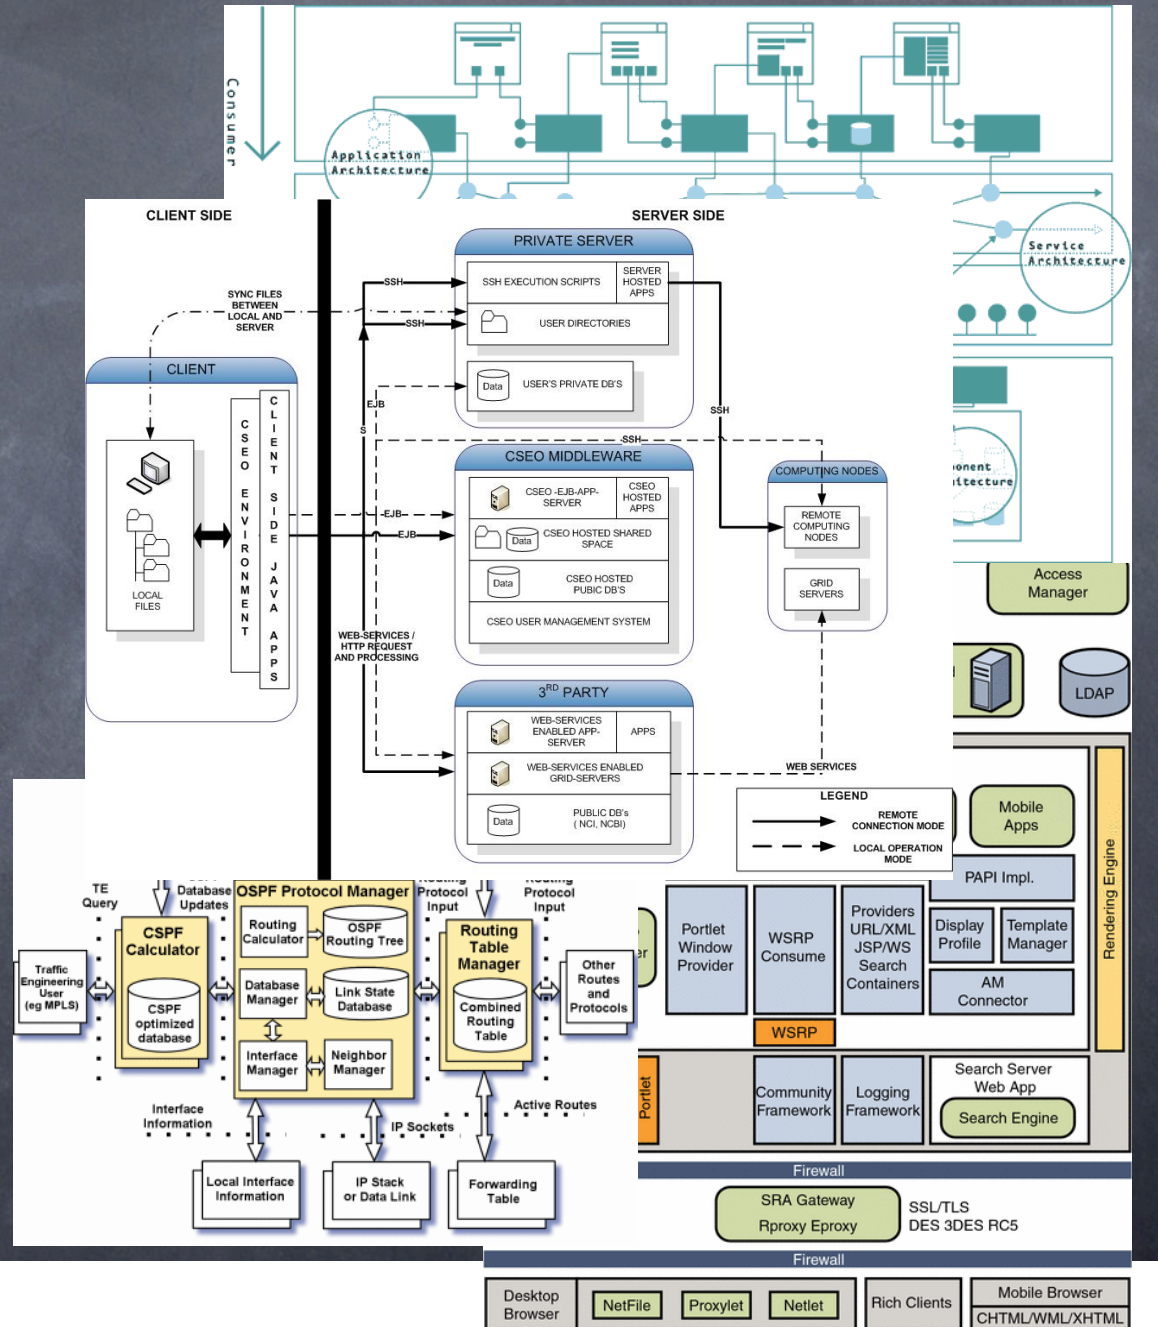 Consumer
Application
Architecture
Service
Architecture
CLIENT SIDE
SERVER SIDE
PRIVATE SERVER
SSH EXECUTION SCRIPTS
SERVER
HOSTED
APPS
USER DIRECTORIES
Data
USER'S PRIVATE DB'S
SYNC FILES
BETWEEN
LOCAL AND
SERVER
SSH
SSH
EJB
S
SSH
SSH
CLIENT
LOCAL
FILES
CSEO ENVIRONMENT
CLIENT SIDE JAVA APPS
CSEO MIDDLEWARE
CSEO -EJB-APP-
SERVER
CSEO
HOSTED
APPS
Data
CSEO HOSTED SHARED
SPACE
Data
CSEO HOSTED
PUBIC DB'S
CSEO USER MANAGEMENT SYSTEM
EJB
EJB
WEB-SERVICES /
HTTP REQUEST
AND PROCESSING
COMPUTING NODES
REMOTE
COMPUTING
NODES
GRID
SERVERS
3RD PARTY
WEB-SERVICES
ENABLED APP-
SERVER
APPS
WEB-SERVICES ENABLED
GRID-SERVERS
Data
PUBLIC DB's
( NCI, NCBI)
WEB SERVICES
LEGEND
REMOTE
CONNECTION MODE
LOCAL OPERATION
MODE
Access
Manager
LDAP
Mobile
Apps
PAPI Impl.
Rendering Engine
Portlet
Window
Provider
WSRP
Consume
Providers
URL/XML
JSP/WS
Search
Containers
Display
Profile
Template
Manager
AM
Connector
WSRP
Portlet
Community
Framework
Logging
Framework
Search Server
Web App
Search Engine
Firewall
SRA Gateway
Rproxy Eproxy
SSL/TLS
DES 3DES RC5
Firewall
Desktop
Browser
NetFile
Proxylet
Netlet
Rich Clients
Mobile Browser
CHTML/WML/XHTML
TE
Query
Database
Updates
OSPF Protocol Manager
Routing
Protocol
Input
Routing
Protocol
Input
CSPF
Calculator
CSPF
optimized
database
Traffic
Engineering
User
(eg MPLS)
Routing
Calculator
OSPF
Routing Tree
Database
Manager
Link State
Database
Interface
Manager
Neighbor
Manager
Routing
Table
Manager
Combined
Routing
Table
Other
Routes
and
Protocols
Interface
Information
IP Sockets
Active Routes
Local Interface
Information
IP Stack
or Data Link
Forwarding
Table